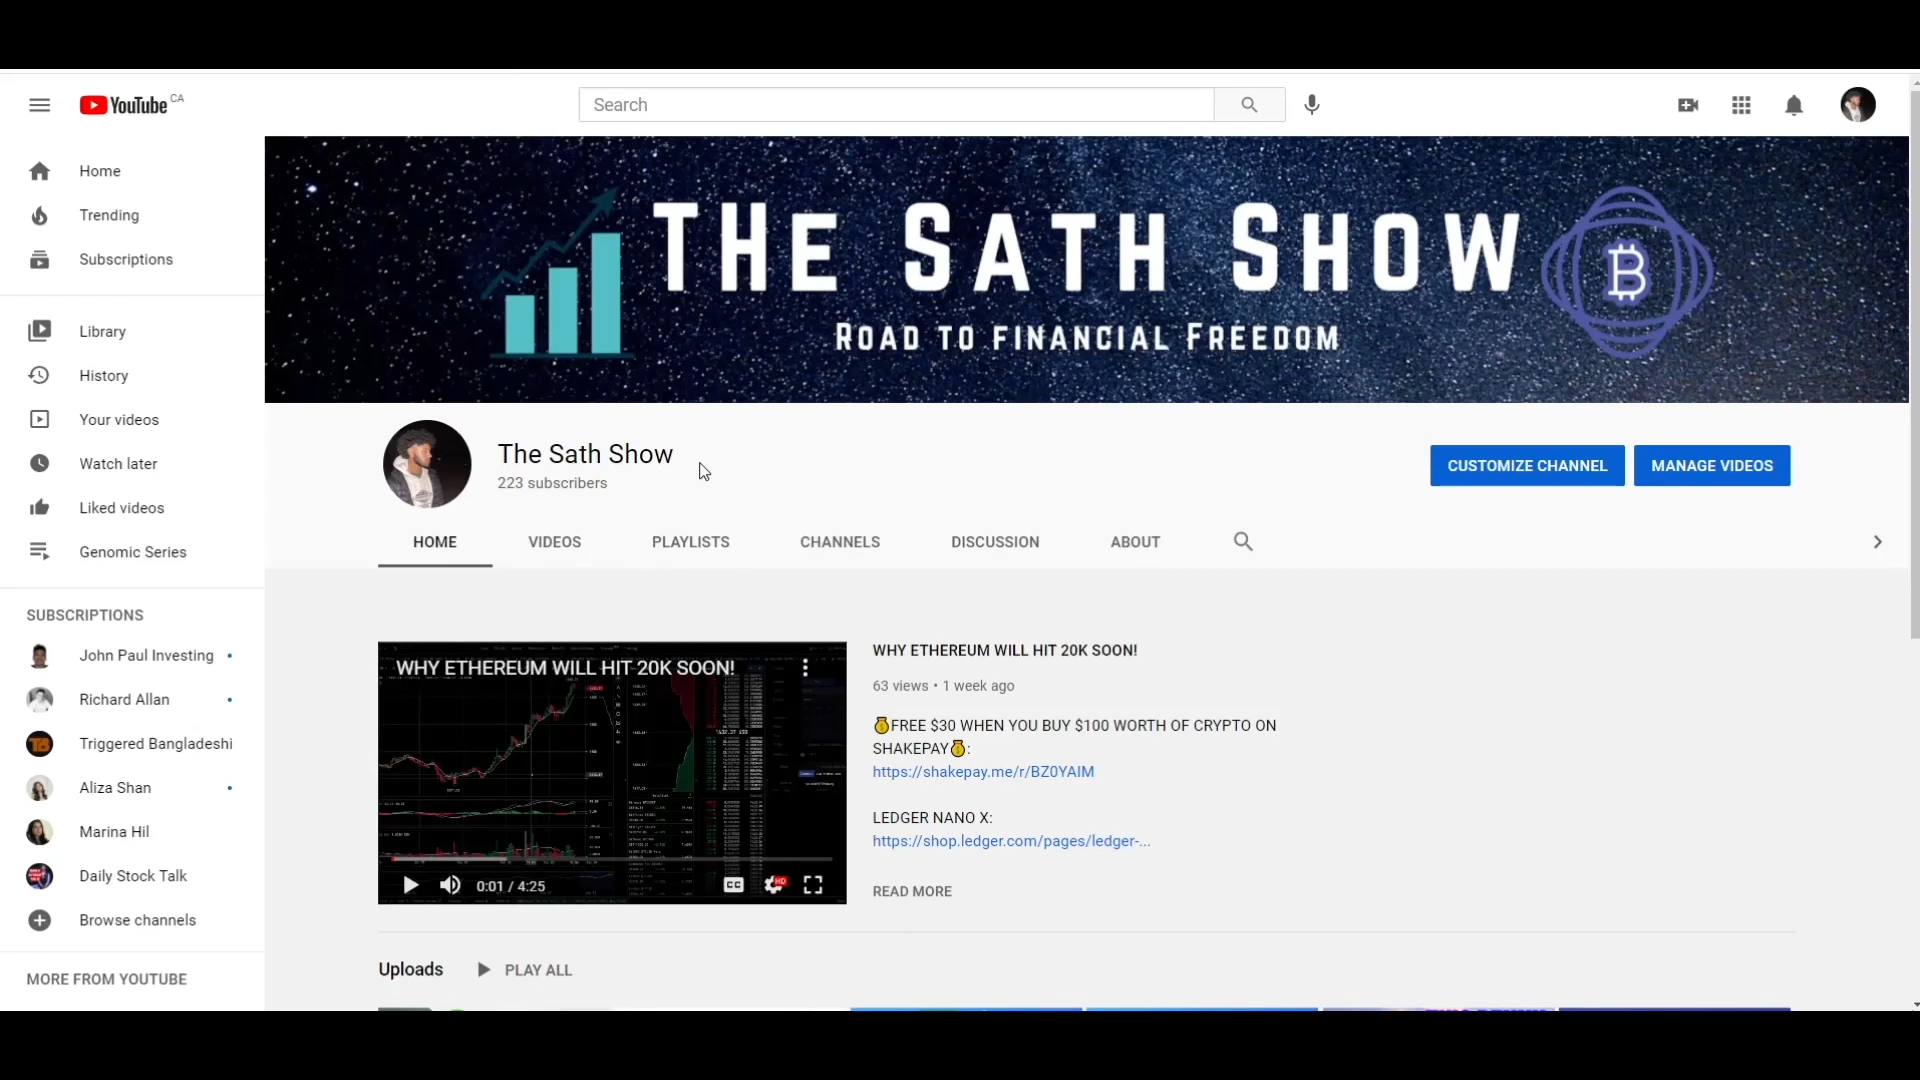 YouTube CA
Search
Home
Trending
Subscriptions
Library
History
Your videos
Watch later
Liked videos
Genomic Series
SUBSCRIPTIONS
John Paul Investing
Richard Allan
Triggered Bangladeshi
Aliza Shan
Marina Hil
Daily Stock Talk
Browse channels
MORE FROM YOUTUBE
THE SATH SHOW
ROAD TO FINANCIAL FREEDOM
The Sath Show
223 subscribers
CUSTOMIZE CHANNEL
MANAGE VIDEOS
HOME
VIDEOS
PLAYLISTS
CHANNELS
DISCUSSION
ABOUT
WHY ETHEREUM WILL HIT 20K SOON!
0:01 / 4:25
CC
HD
WHY ETHEREUM WILL HIT 20K SOON!
63 views • 1 week ago
💰FREE $30 WHEN YOU BUY $100 WORTH OF CRYPTO ON
SHAKEPAY💰:
https://shakepay.me/r/BZ0YAIM
LEDGER NANO X:
https://shop.ledger.com/pages/ledger-...
READ MORE
Uploads
PLAY ALL